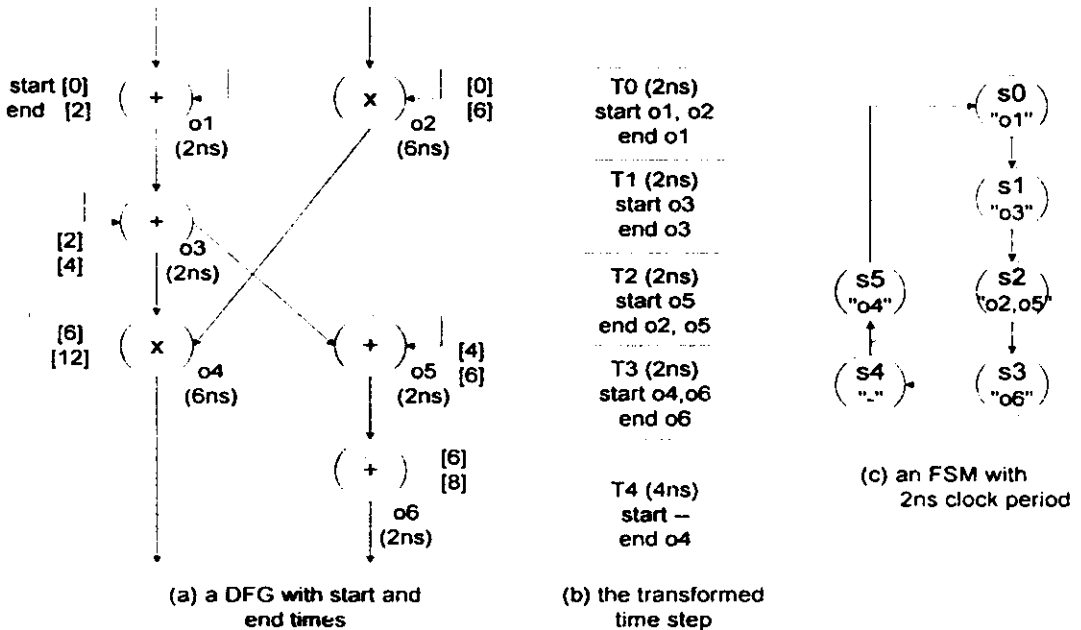 start [0]
end [2]
+
o1
(2ns)
x
o2
(6ns)
[0]
[6]
+
o3
(2ns)
[2]
[4]
[6]
[12]
x
o4
(6ns)
+
o5
(2ns)
[4]
[6]
+
o6
(2ns)
[6]
[8]
(a) a DFG with start and
end times
T0 (2ns)
start o1, o2
end o1
T1 (2ns)
start o3
end o3
T2 (2ns)
start o5
end o2, o5
T3 (2ns)
start o4,o6
end o6
T4 (4ns)
start –
end o4
(b) the transformed
time step
s0
"o1"
s1
"o3"
s2
"o2,o5"
s3
"o6"
s4
"-"
s5
"o4"
(c) an FSM with
2ns clock period